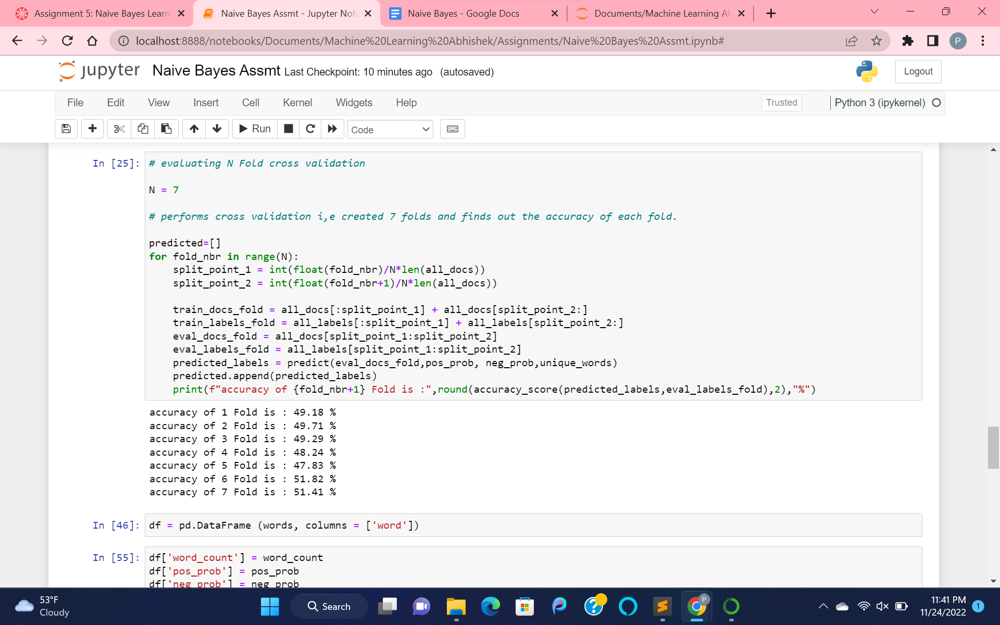 Assignment 5: Naive Bayes Learn
Naive Bayes Assmt - Jupyter Note
Naive Bayes - Google Docs
Documents/Machine Learning Ab
localhost:8888/notebooks/Documents/Machine%20Learning%20Abhishek/Assignments/Naive%20Bayes%20Assmt.ipynb#
P
jupyter Naive Bayes Assmt Last Checkpoint: 10 minutes ago (autosaved)
Logout
File Edit View Insert Cell Kernel Widgets Help
Trusted
Python 3 (ipykernel)
Run
Code
In [25]:
# evaluating N Fold cross validation
N = 7
# performs cross validation i,e created 7 folds and finds out the accuracy of each fold.
predicted=[]
for fold_nbr in range(N):
    split_point_1 = int(float(fold_nbr)/N*len(all_docs))
    split_point_2 = int(float(fold_nbr+1)/N*len(all_docs))
    train_docs_fold = all_docs[:split_point_1] + all_docs[split_point_2:]
    train_labels_fold = all_labels[:split_point_1] + all_labels[split_point_2:]
    eval_docs_fold = all_docs[split_point_1:split_point_2]
    eval_labels_fold = all_labels[split_point_1:split_point_2]
    predicted_labels = predict(eval_docs_fold,pos_prob, neg_prob,unique_words)
    predicted.append(predicted_labels)
    print(f"accuracy of {fold_nbr+1} Fold is :",round(accuracy_score(predicted_labels,eval_labels_fold),2),"%")
accuracy of 1 Fold is : 49.18 %
accuracy of 2 Fold is : 49.71 %
accuracy of 3 Fold is : 49.29 %
accuracy of 4 Fold is : 48.24 %
accuracy of 5 Fold is : 47.83 %
accuracy of 6 Fold is : 51.82 %
accuracy of 7 Fold is : 51.41 %
In [46]:
df = pd.DataFrame (words, columns = ['word'])
In [55]:
df['word_count'] = word_count
df['pos_prob'] = pos_prob
df['neg_prob'] = neg_prob
53°F
Cloudy
Search
P
11:41 PM
11/24/2022
1